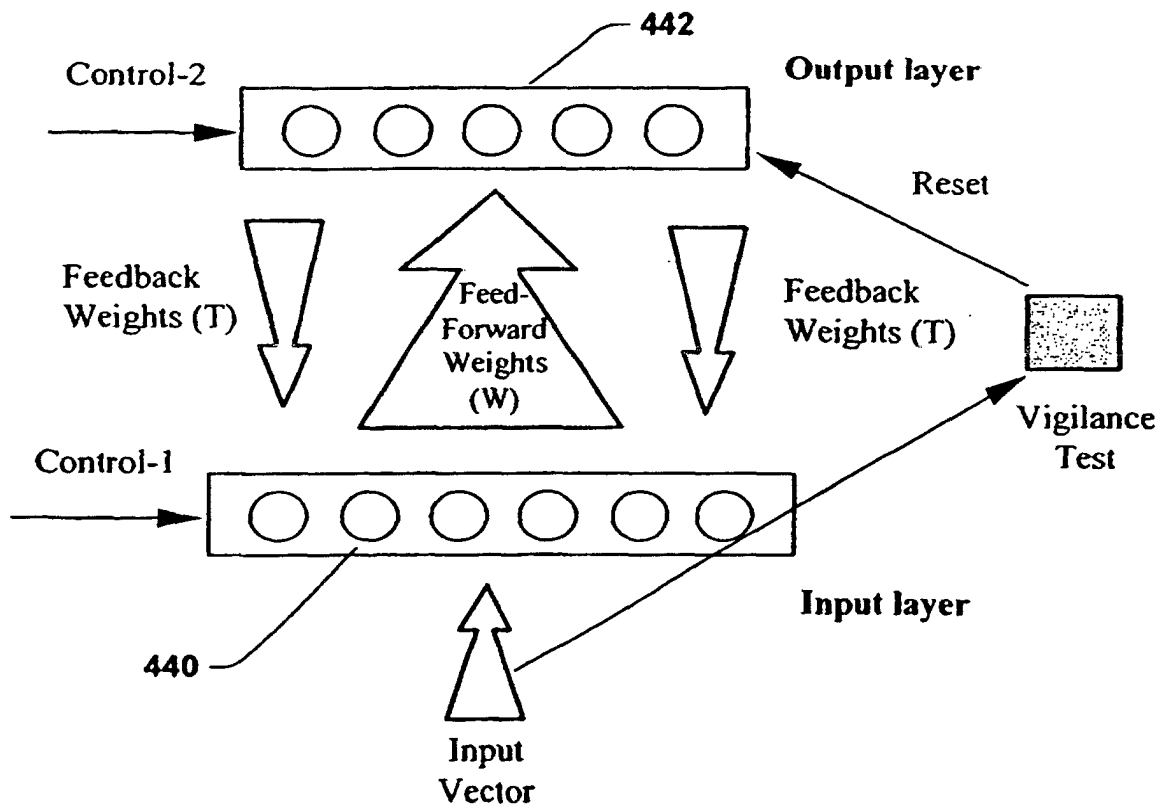 442
Control-2
Output layer
Reset
Feedback
Weights (T)
Feed-
Forward
Weights
(W)
Feedback
Weights (T)
Vigilance
Test
Control-1
Input layer
440
Input
Vector